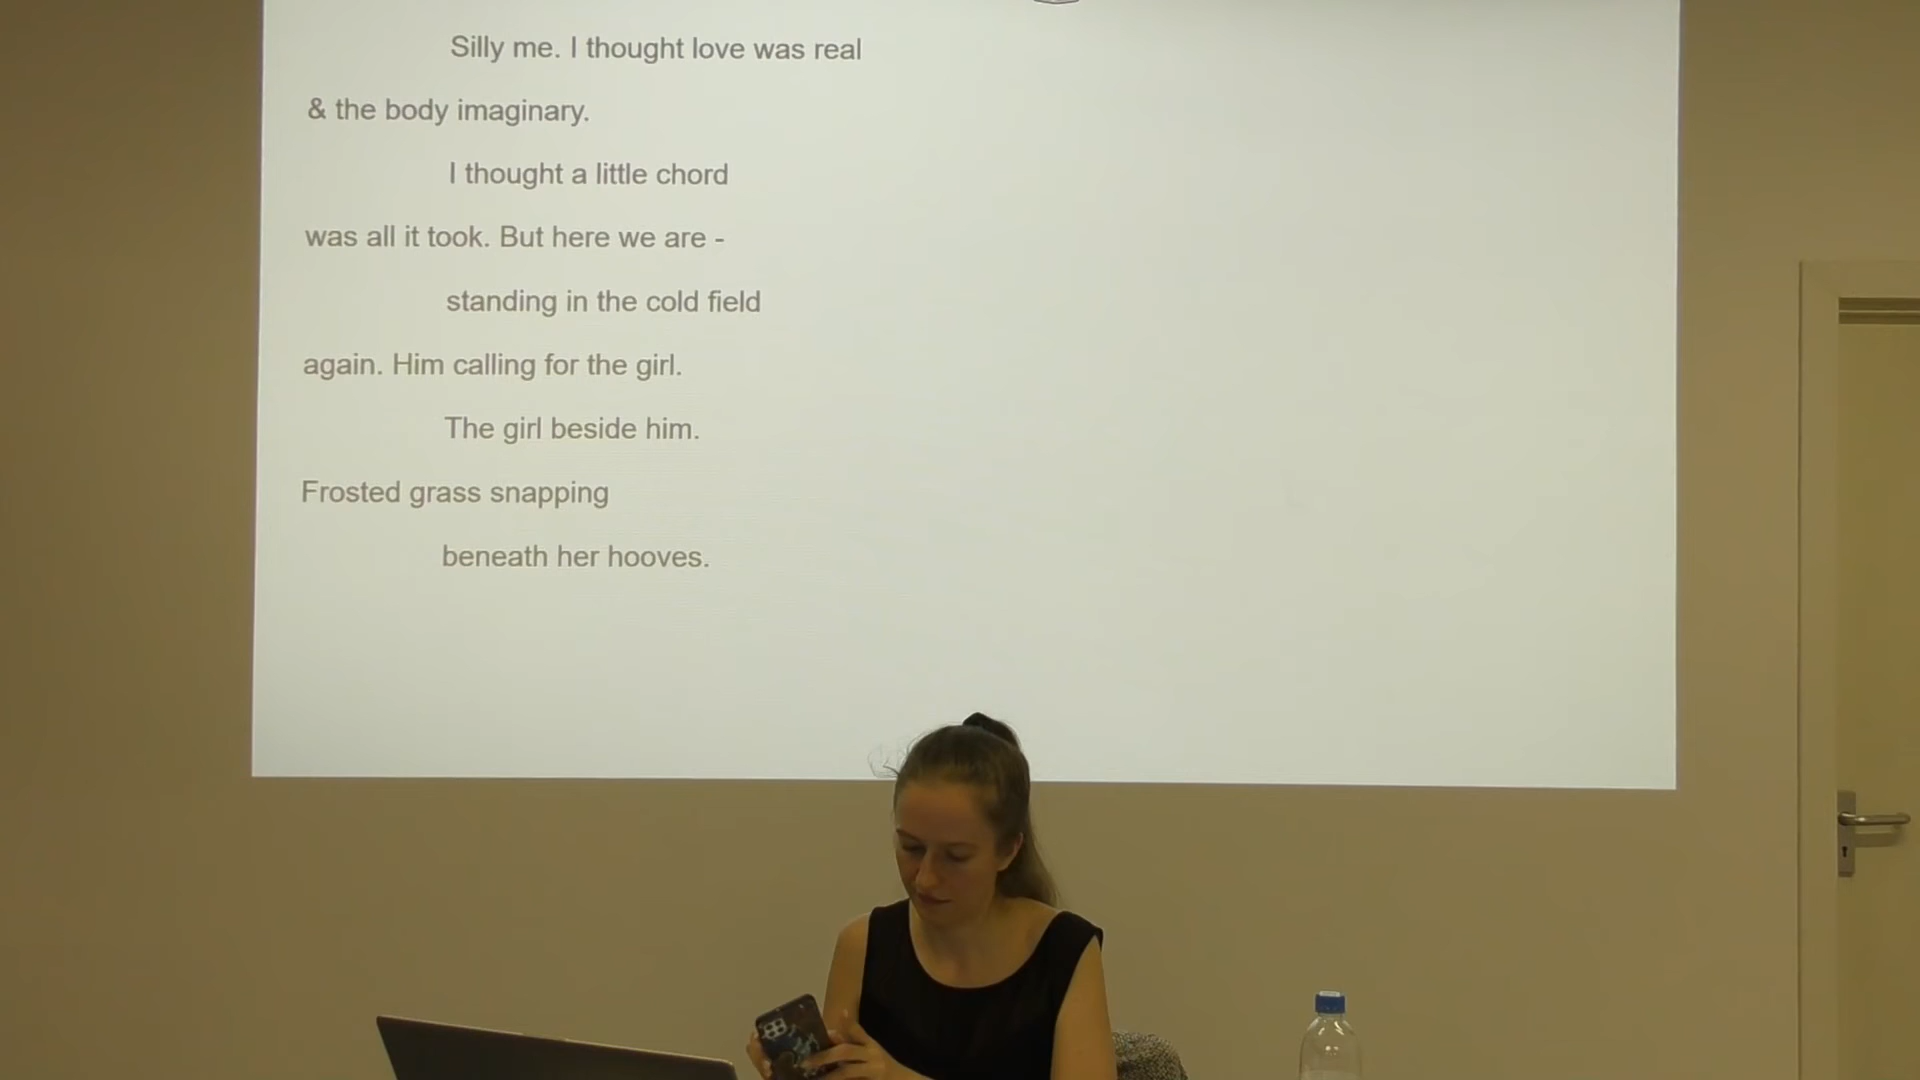 Silly me. I thought love was real
& the body imaginary.
I thought a little chord
was all it took. But here we are -
standing in the cold field
again. Him calling for the girl.
The girl beside him.
Frosted grass snapping
beneath her hooves.